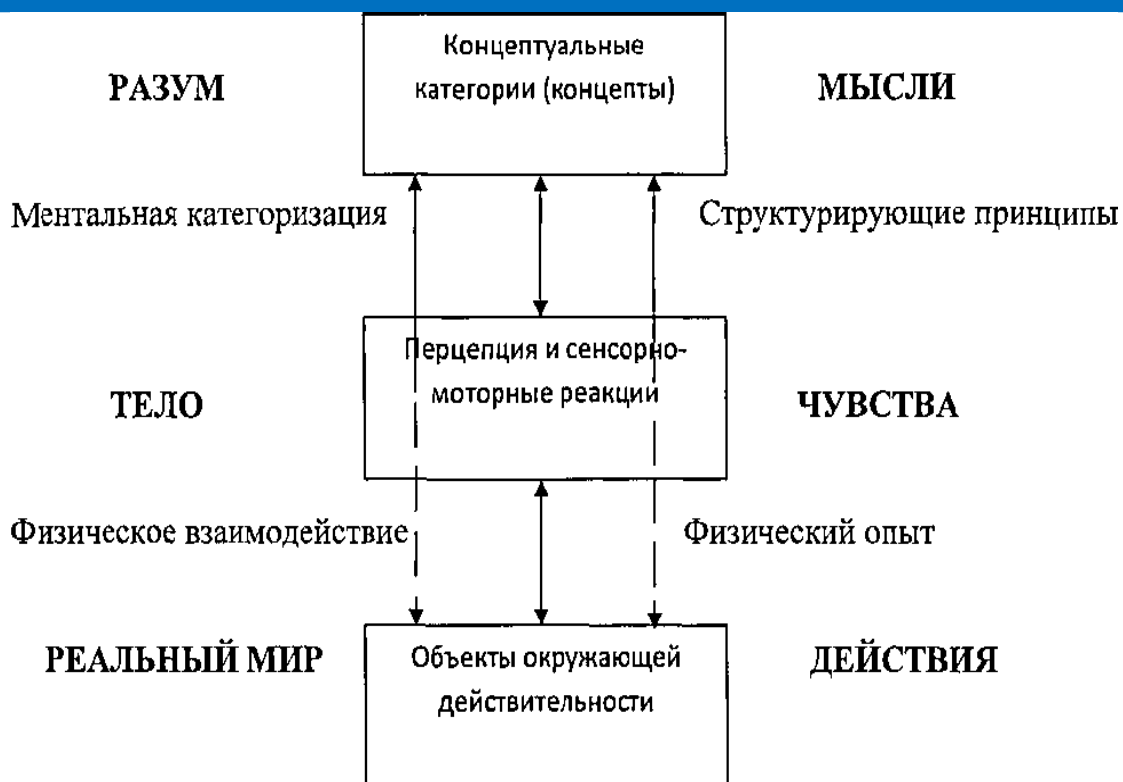 Концептуальные
категории (концепты)
РАЗУМ
МЫСЛИ
Ментальная категоризация
Структурирующие принципы
Перцепция и сенсорно-
моторные реакции
ТЕЛО
ЧУВСТВА
Физическое взаимодействие
Физический опыт
РЕАЛЬНЫЙ МИР
Объекты окружающей
действительности
ДЕЙСТВИЯ